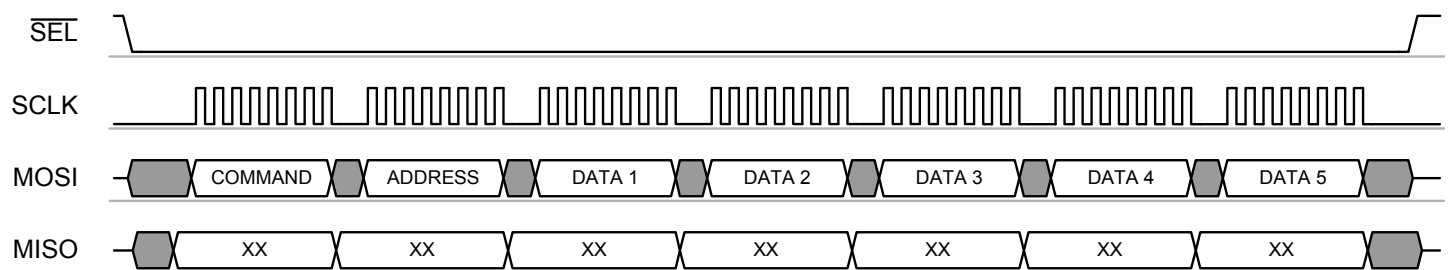 SEL
SCLK
MOSI COMMAND ADDRESS DATA 1 DATA 2 DATA 3 DATA 4 DATA 5
MISO XX XX XX XX XX XX XX